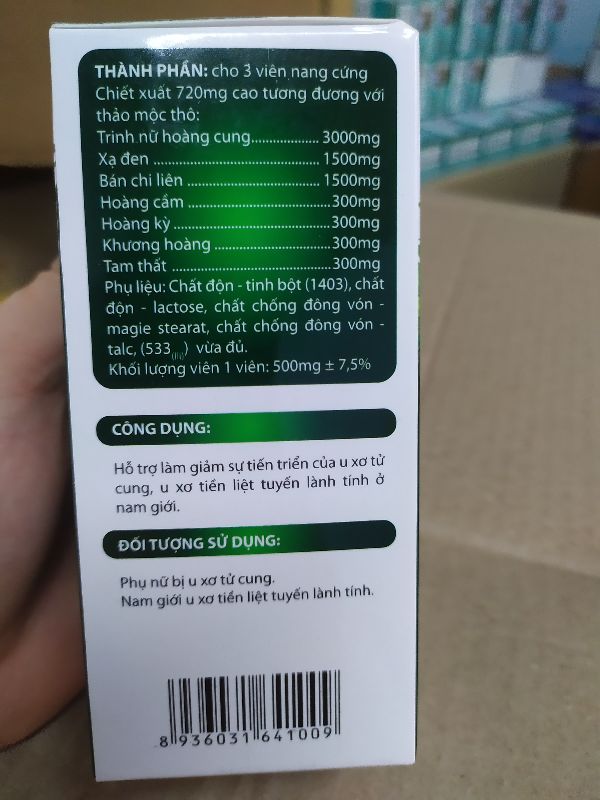 THÀNH PHẦN: cho 3 viên nang cứng
Chiết xuất 720mg cao tương đương với
thảo mộc thô:
Trinh nữ hoàng cung................... 3000mg
Xạ đen ............................................ 1500mg
Bán chi liên ................................... 1500mg
Hoàng cầm ......................................300mg
Hoàng kỳ .........................................300mg
Khương hoàng ................................300mg
Tam thất ..........................................300mg
Phụ liệu: Chất độn - tinh bột (1403), chất
độn - lactose, chất chống đông vón -
magie stearat, chất chống đông vón -
talc, (533(iii)) vừa đủ.
Khối lượng viên 1 viên: 500mg ± 7,5%
CÔNG DỤNG:
Hỗ trợ làm giảm sự tiến triển của u xơ tử
cung, u xơ tiền liệt tuyến lành tính ở
nam giới.
ĐỐI TƯỢNG SỬ DỤNG:
Phụ nữ bị u xơ tử cung.
Nam giới u xơ tiền liệt tuyến lành tính.
8 936031 641009